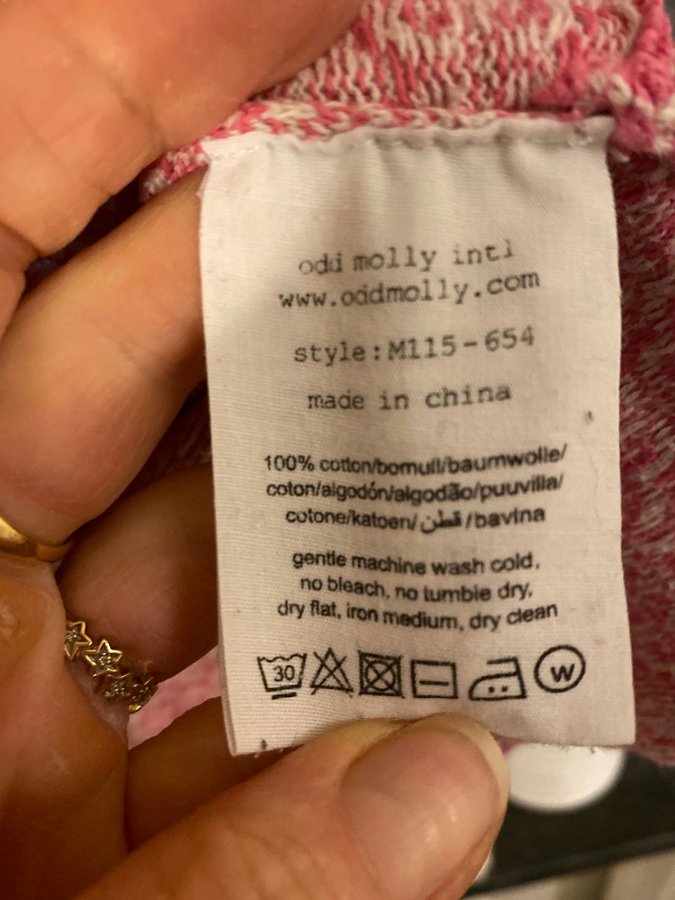 odd molly intl
www.oddmolly.com
style:M115-654
made in china
100% cotton/bomull/baumwolle/
coton/algodón/algodão/puuvilla/
cotone/katoen/قطن/bavlna
gentle machine wash cold,
no bleach, no tumble dry,
dry flat, iron medium, dry clean
30 W